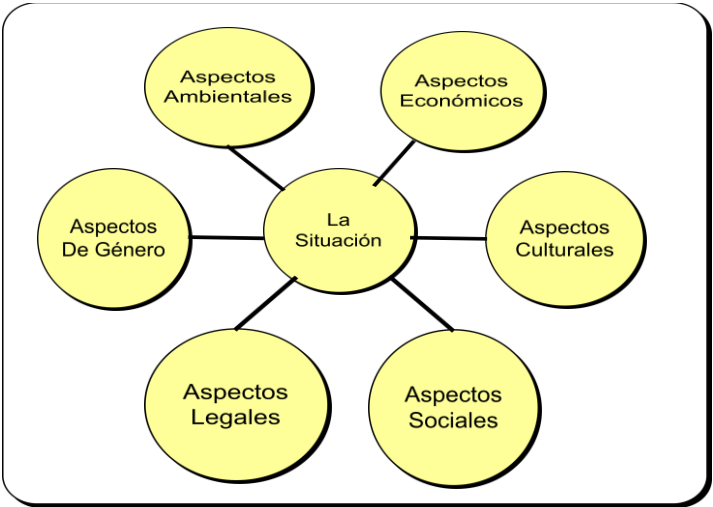 Aspectos
Ambientales
Aspectos
Económicos
Aspectos
De Género
La
Situación
Aspectos
Culturales
Aspectos
Legales
Aspectos
Sociales